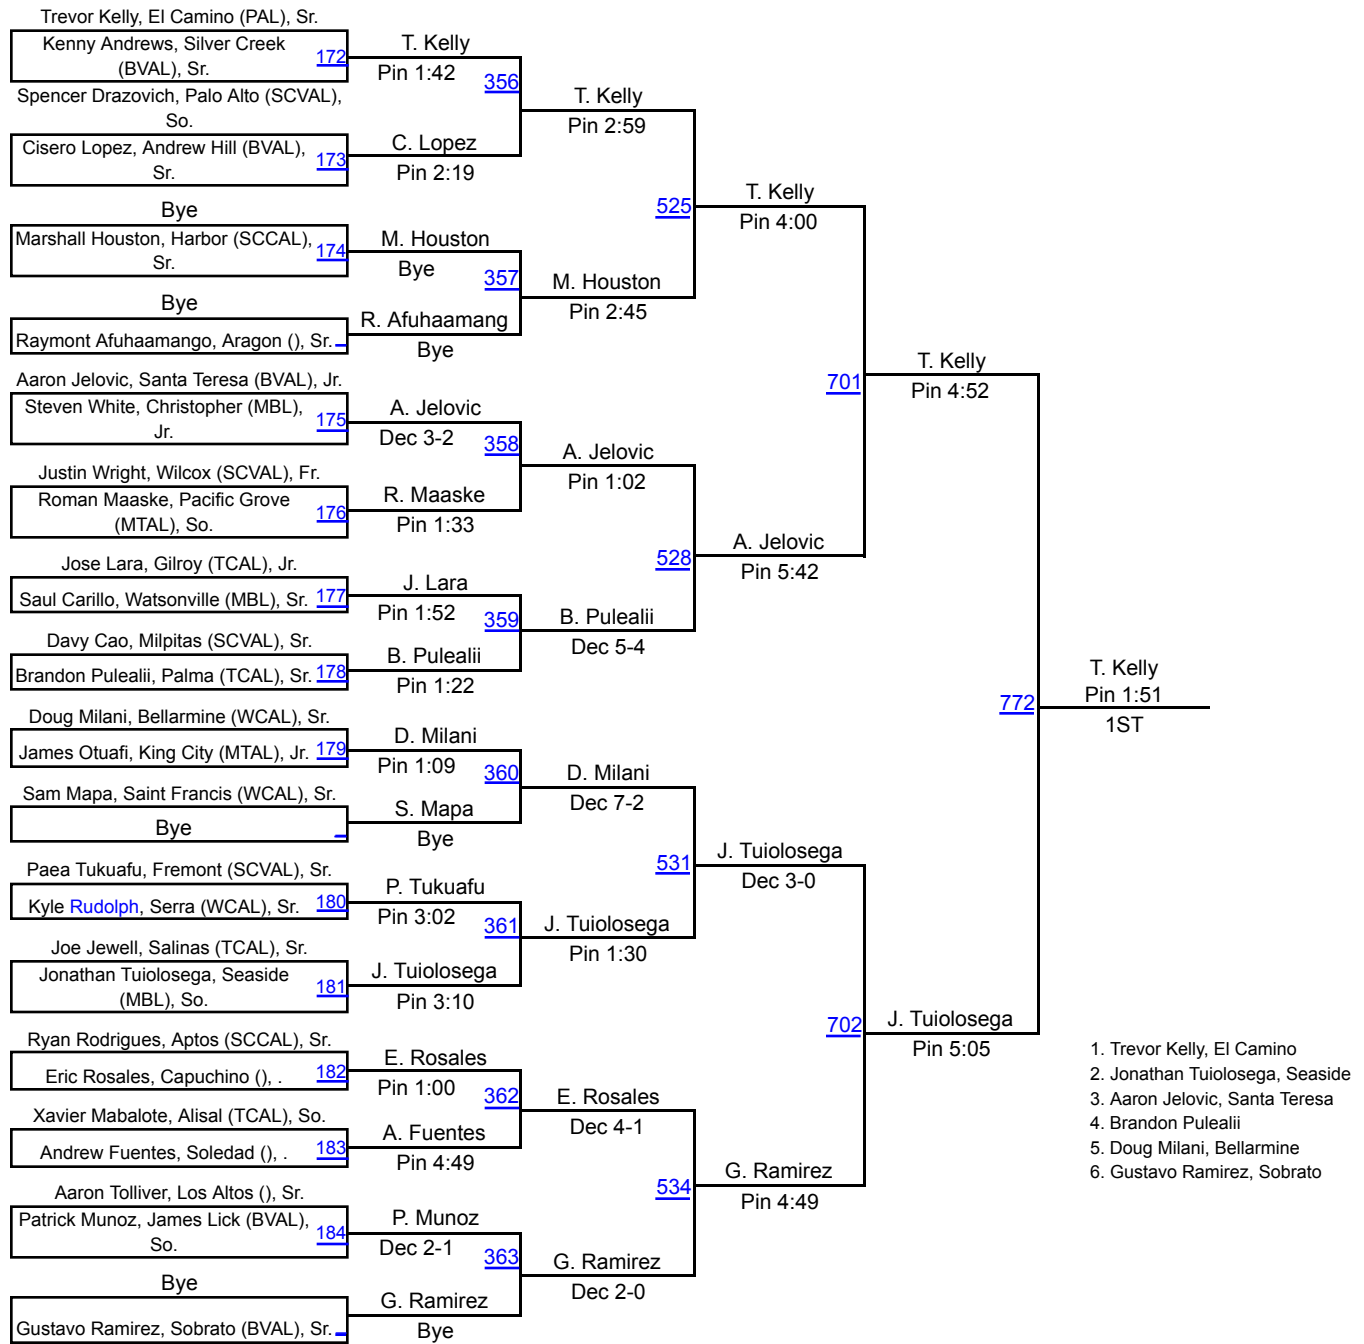 Trevor Kelly, El Camino (PAL), Sr.
Kenny Andrews, Silver Creek
(BVAL), Sr.
172
T. Kelly
Pin 1:42
356
Spencer Drazovich, Palo Alto (SCVAL),
So.
Cisero Lopez, Andrew Hill (BVAL),
Sr.
173
C. Lopez
Pin 2:19
T. Kelly
Pin 2:59
525
Bye
Marshall Houston, Harbor (SCCAL),
Sr.
174
M. Houston
Bye
357
Bye
Raymont Afuhaamango, Aragon (), Sr.
R. Afuhaamang
Bye
M. Houston
Pin 2:45
T. Kelly
Pin 4:00
701
Aaron Jelovic, Santa Teresa (BVAL), Jr.
Steven White, Christopher (MBL),
Jr.
175
A. Jelovic
Dec 3-2
358
Justin Wright, Wilcox (SCVAL), Fr.
Roman Maaske, Pacific Grove
(MTAL), So.
176
R. Maaske
Pin 1:33
A. Jelovic
Pin 1:02
528
Jose Lara, Gilroy (TCAL), Jr.
Saul Carillo, Watsonville (MBL), Sr.
177
J. Lara
Pin 1:52
359
Davy Cao, Milpitas (SCVAL), Sr.
Brandon Pulealii, Palma (TCAL), Sr.
178
B. Pulealii
Pin 1:22
B. Pulealii
Dec 5-4
A. Jelovic
Pin 5:42
T. Kelly
Pin 4:52
772
T. Kelly
Pin 1:51
1ST
Doug Milani, Bellarmine (WCAL), Sr.
James Otuafi, King City (MTAL), Jr.
179
D. Milani
Pin 1:09
360
Sam Mapa, Saint Francis (WCAL), Sr.
Bye
S. Mapa
Bye
D. Milani
Dec 7-2
531
Paea Tukuafu, Fremont (SCVAL), Sr.
Kyle Rudolph, Serra (WCAL), Sr.
180
P. Tukuafu
Pin 3:02
361
Joe Jewell, Salinas (TCAL), Sr.
Jonathan Tuiolosega, Seaside
(MBL), So.
181
J. Tuiolosega
Pin 3:10
J. Tuiolosega
Pin 1:30
J. Tuiolosega
Dec 3-0
702
Ryan Rodrigues, Aptos (SCCAL), Sr.
Eric Rosales, Capuchino (), .
182
E. Rosales
Pin 1:00
362
Xavier Mabalote, Alisal (TCAL), So.
Andrew Fuentes, Soledad (), .
183
A. Fuentes
Pin 4:49
E. Rosales
Dec 4-1
534
Aaron Tolliver, Los Altos (), Sr.
Patrick Munoz, James Lick (BVAL),
So.
184
P. Munoz
Dec 2-1
363
Bye
Gustavo Ramirez, Sobrato (BVAL), Sr.
G. Ramirez
Bye
G. Ramirez
Dec 2-0
G. Ramirez
Pin 4:49
J. Tuiolosega
Pin 5:05
1. Trevor Kelly, El Camino
2. Jonathan Tuiolosega, Seaside
3. Aaron Jelovic, Santa Teresa
4. Brandon Pulealii
5. Doug Milani, Bellarmine
6. Gustavo Ramirez, Sobrato